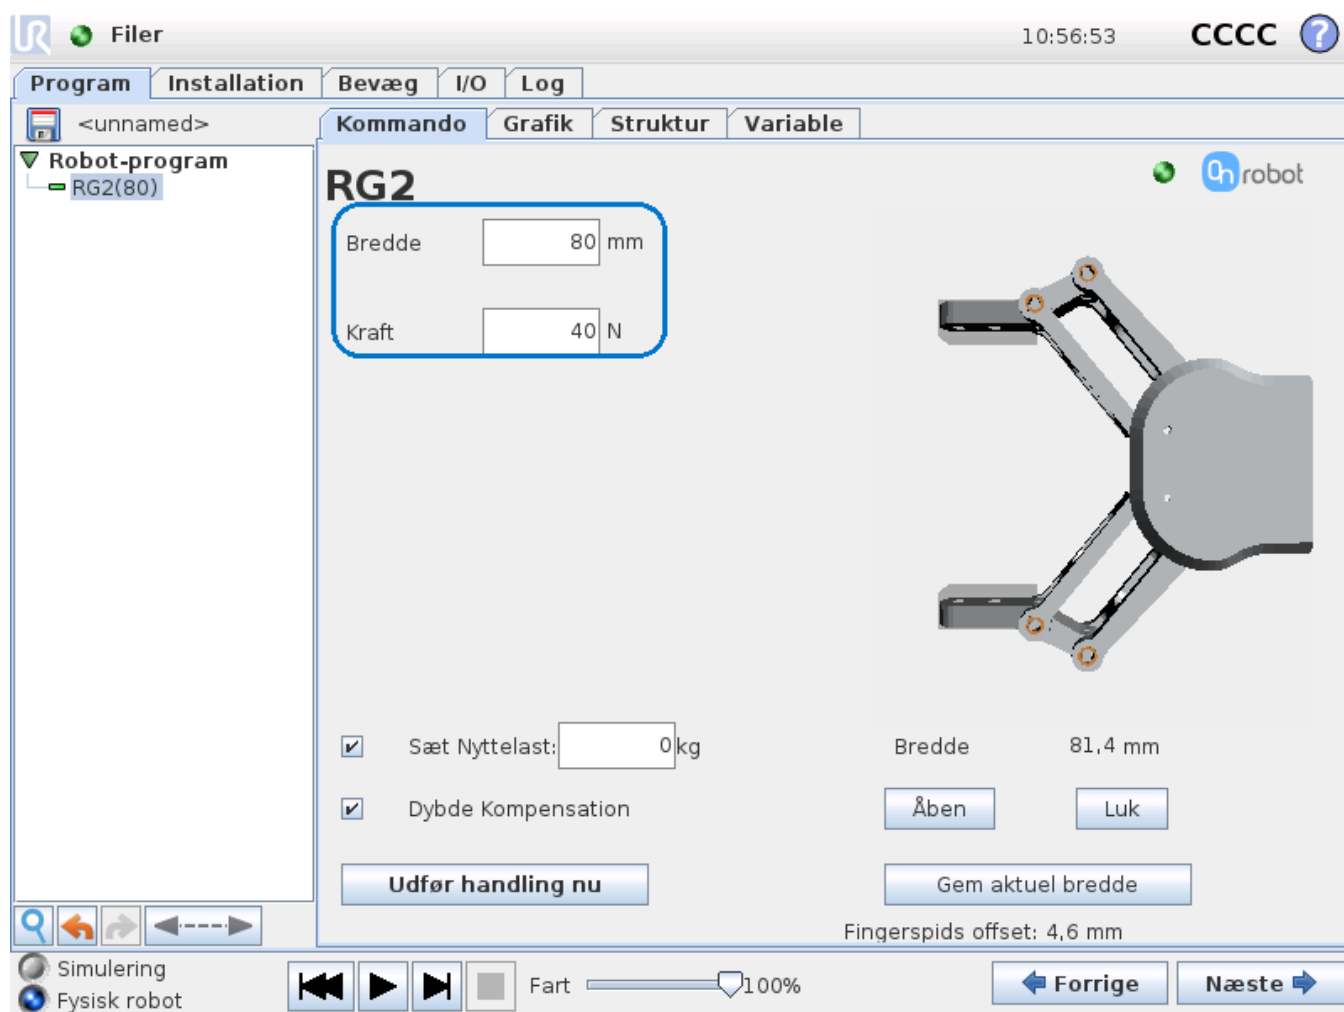 UR Filer 10:56:53 CCCC ?
Program Installation Bevæg I/O Log
<unnamed> Kommando Grafik Struktur Variable
Robot-program
RG2(80)
RG2
On robot
Bredde 80 mm
Kraft 40 N
Sæt Nyttelast: 0 kg
Bredde 81,4 mm
Dybde Kompensation
Åben Luk
Udfør handling nu
Gem aktuel bredde
Fingerspids offset: 4,6 mm
Simulering
Fysisk robot
Fart 100%
Forrige Næste